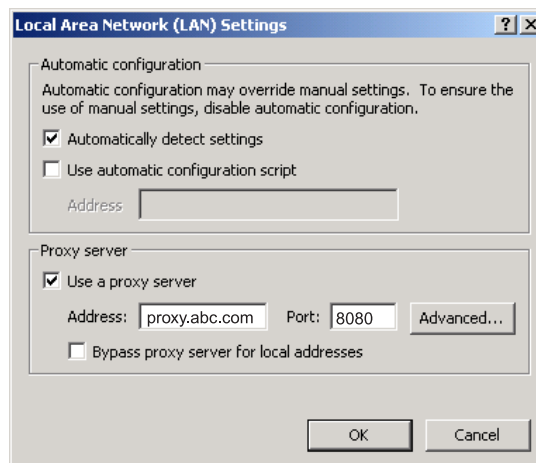 Local Area Network (LAN) Settings
Automatic configuration
Automatic configuration may override manual settings. To ensure the
use of manual settings, disable automatic configuration.
Automatically detect settings
Use automatic configuration script
Address
Proxy server
Use a proxy server
Address: proxy.abc.com Port: 8080 Advanced...
Bypass proxy server for local addresses
OK Cancel